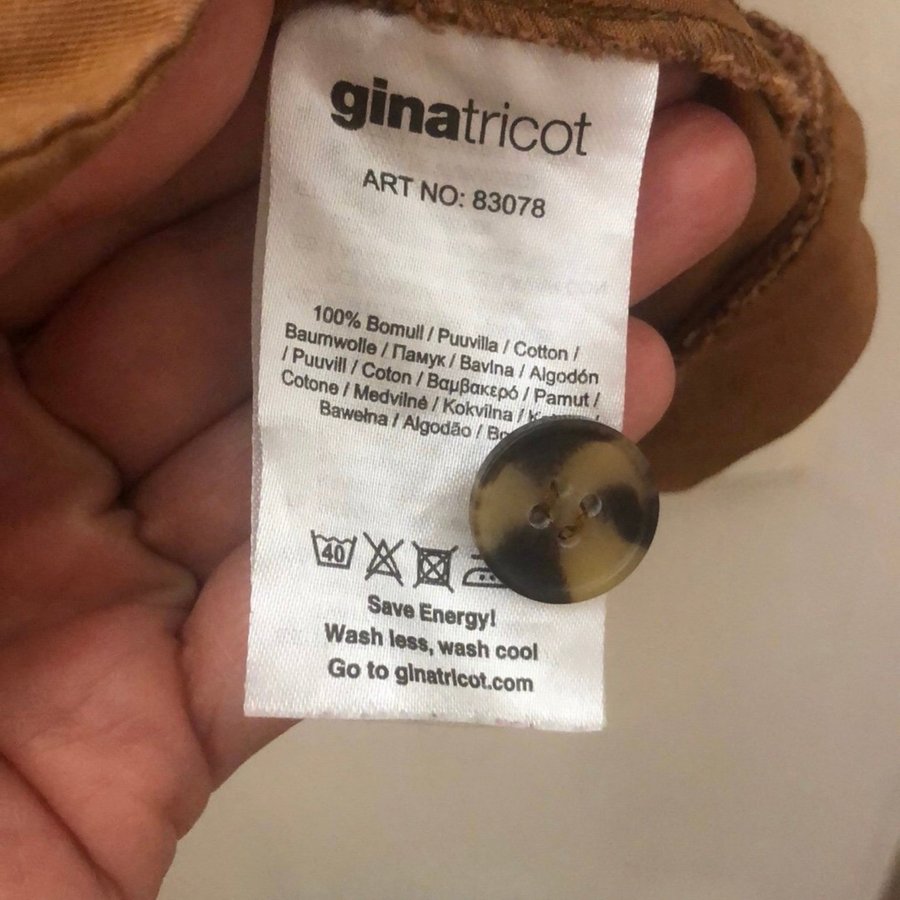 ginatricot
ART NO: 83078
100% Bomull / Puuvilla / Cotton /
Baumwolle / Памук / Bavlna / Algodón
/ Puuvill / Coton / Βαμβακερό / Pamut /
Cotone / Medvilnė / Kokvilna /
Bawełna / Algodão /
40
Save Energy!
Wash less, wash cool
Go to ginatricot.com